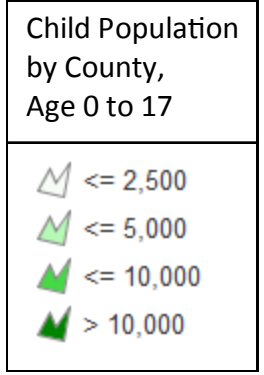 Child Population
by County,
Age 0 to 17
<= 2,500
<= 5,000
<= 10,000
> 10,000